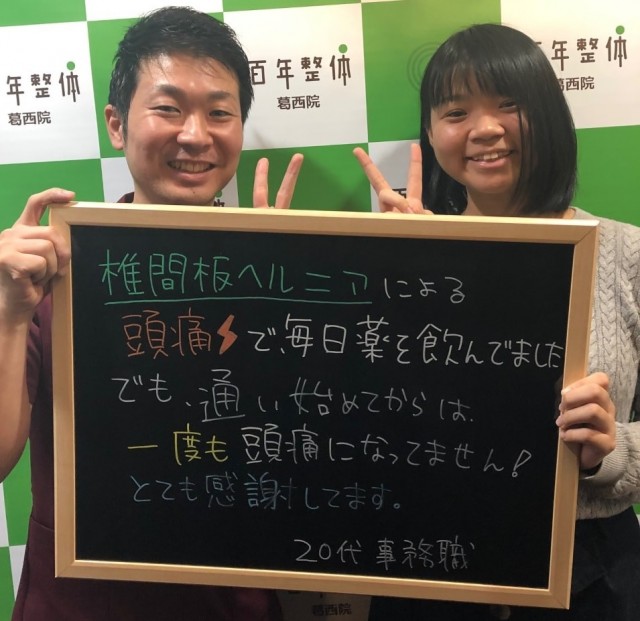 年整体
葛西院
百年整体
葛西院
椎間板ヘルニアによる
頭痛で、毎日薬を飲んでました
でも、通い始めてからは、
一度も頭痛になってません!
とても感謝してます。
20代 事務職
百年整体
葛西院